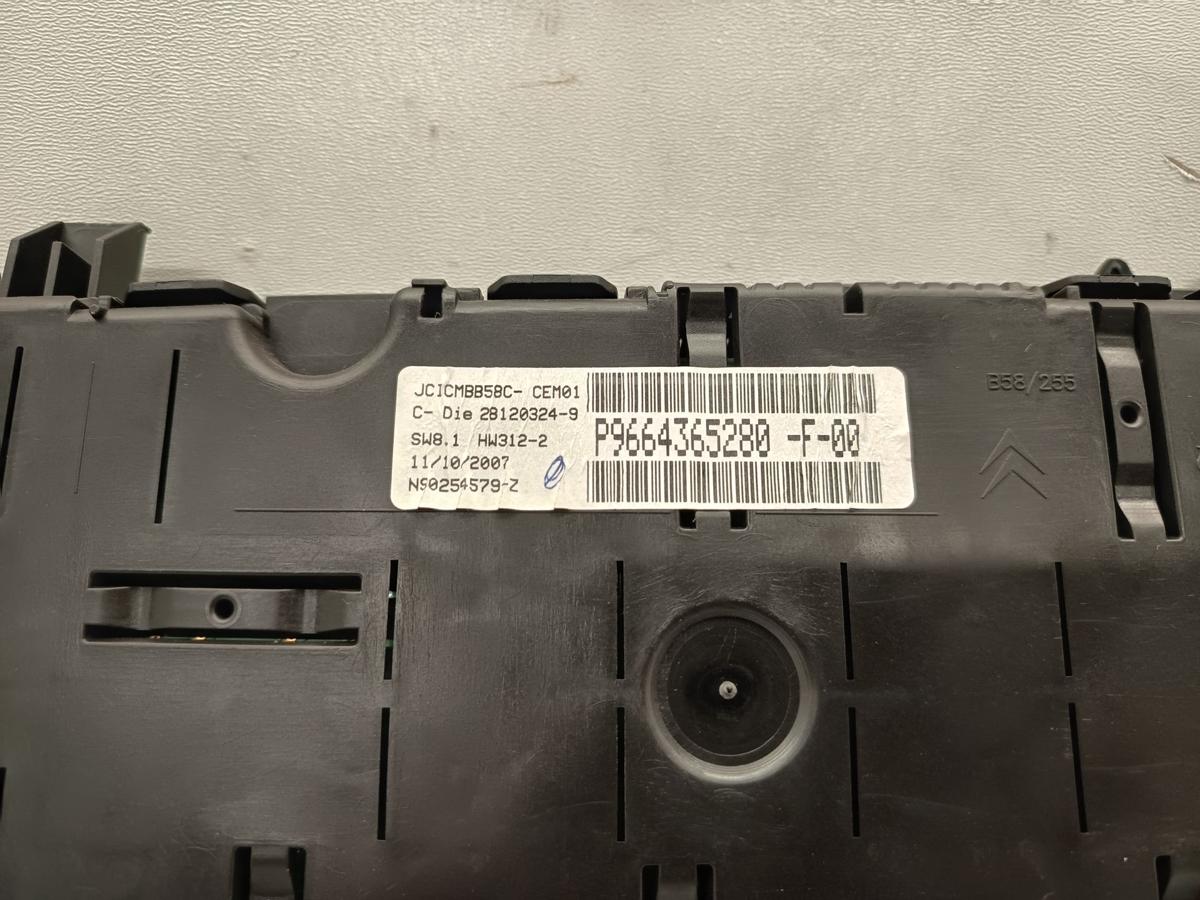 JCICMBB58C- CEM01
C- Die 28120324-9
SW8.1 HW312-2
11/10/2007
N90254579-Z
P9664365280 -F-00
B58/255